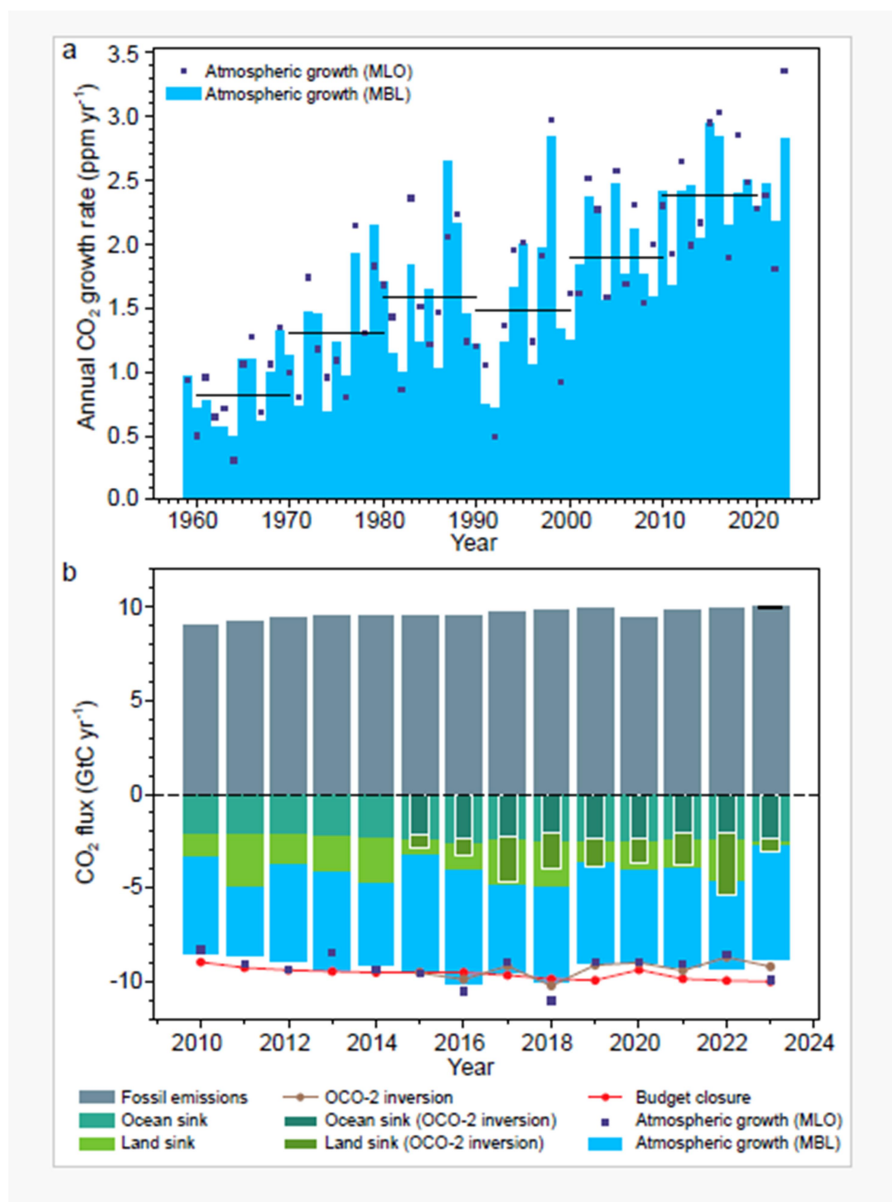 a
3.5
Atmospheric growth (MLO)
Atmospheric growth (MBL)
3.0
2.5
2.0
1.5
1.0
0.5
0.0
Annual CO₂ growth rate (ppm yr⁻¹)
1960 1970 1980 1990 2000 2010 2020
Year
b
10
5
0
-5
-10
CO₂ flux (GtC yr⁻¹)
2010 2012 2014 2016 2018 2020 2022 2024
Year
Fossil emissions OCO-2 inversion Budget closure
Ocean sink Ocean sink (OCO-2 inversion) Atmospheric growth (MLO)
Land sink Land sink (OCO-2 inversion) Atmospheric growth (MBL)